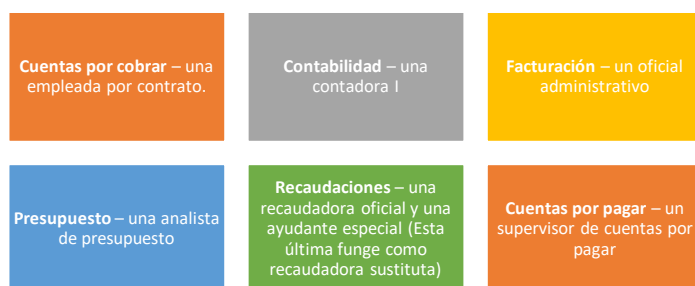 Cuentas por cobrar – una
empleada por contrato.
Contabilidad – una
contadora I
Facturación – un oficial
administrativo
Presupuesto – una analista
de presupuesto
Recaudaciones – una
recaudadora oficial y una
ayudante especial (Esta
última funge como
recaudadora sustituta)
Cuentas por pagar – un
supervisor de cuentas por
pagar